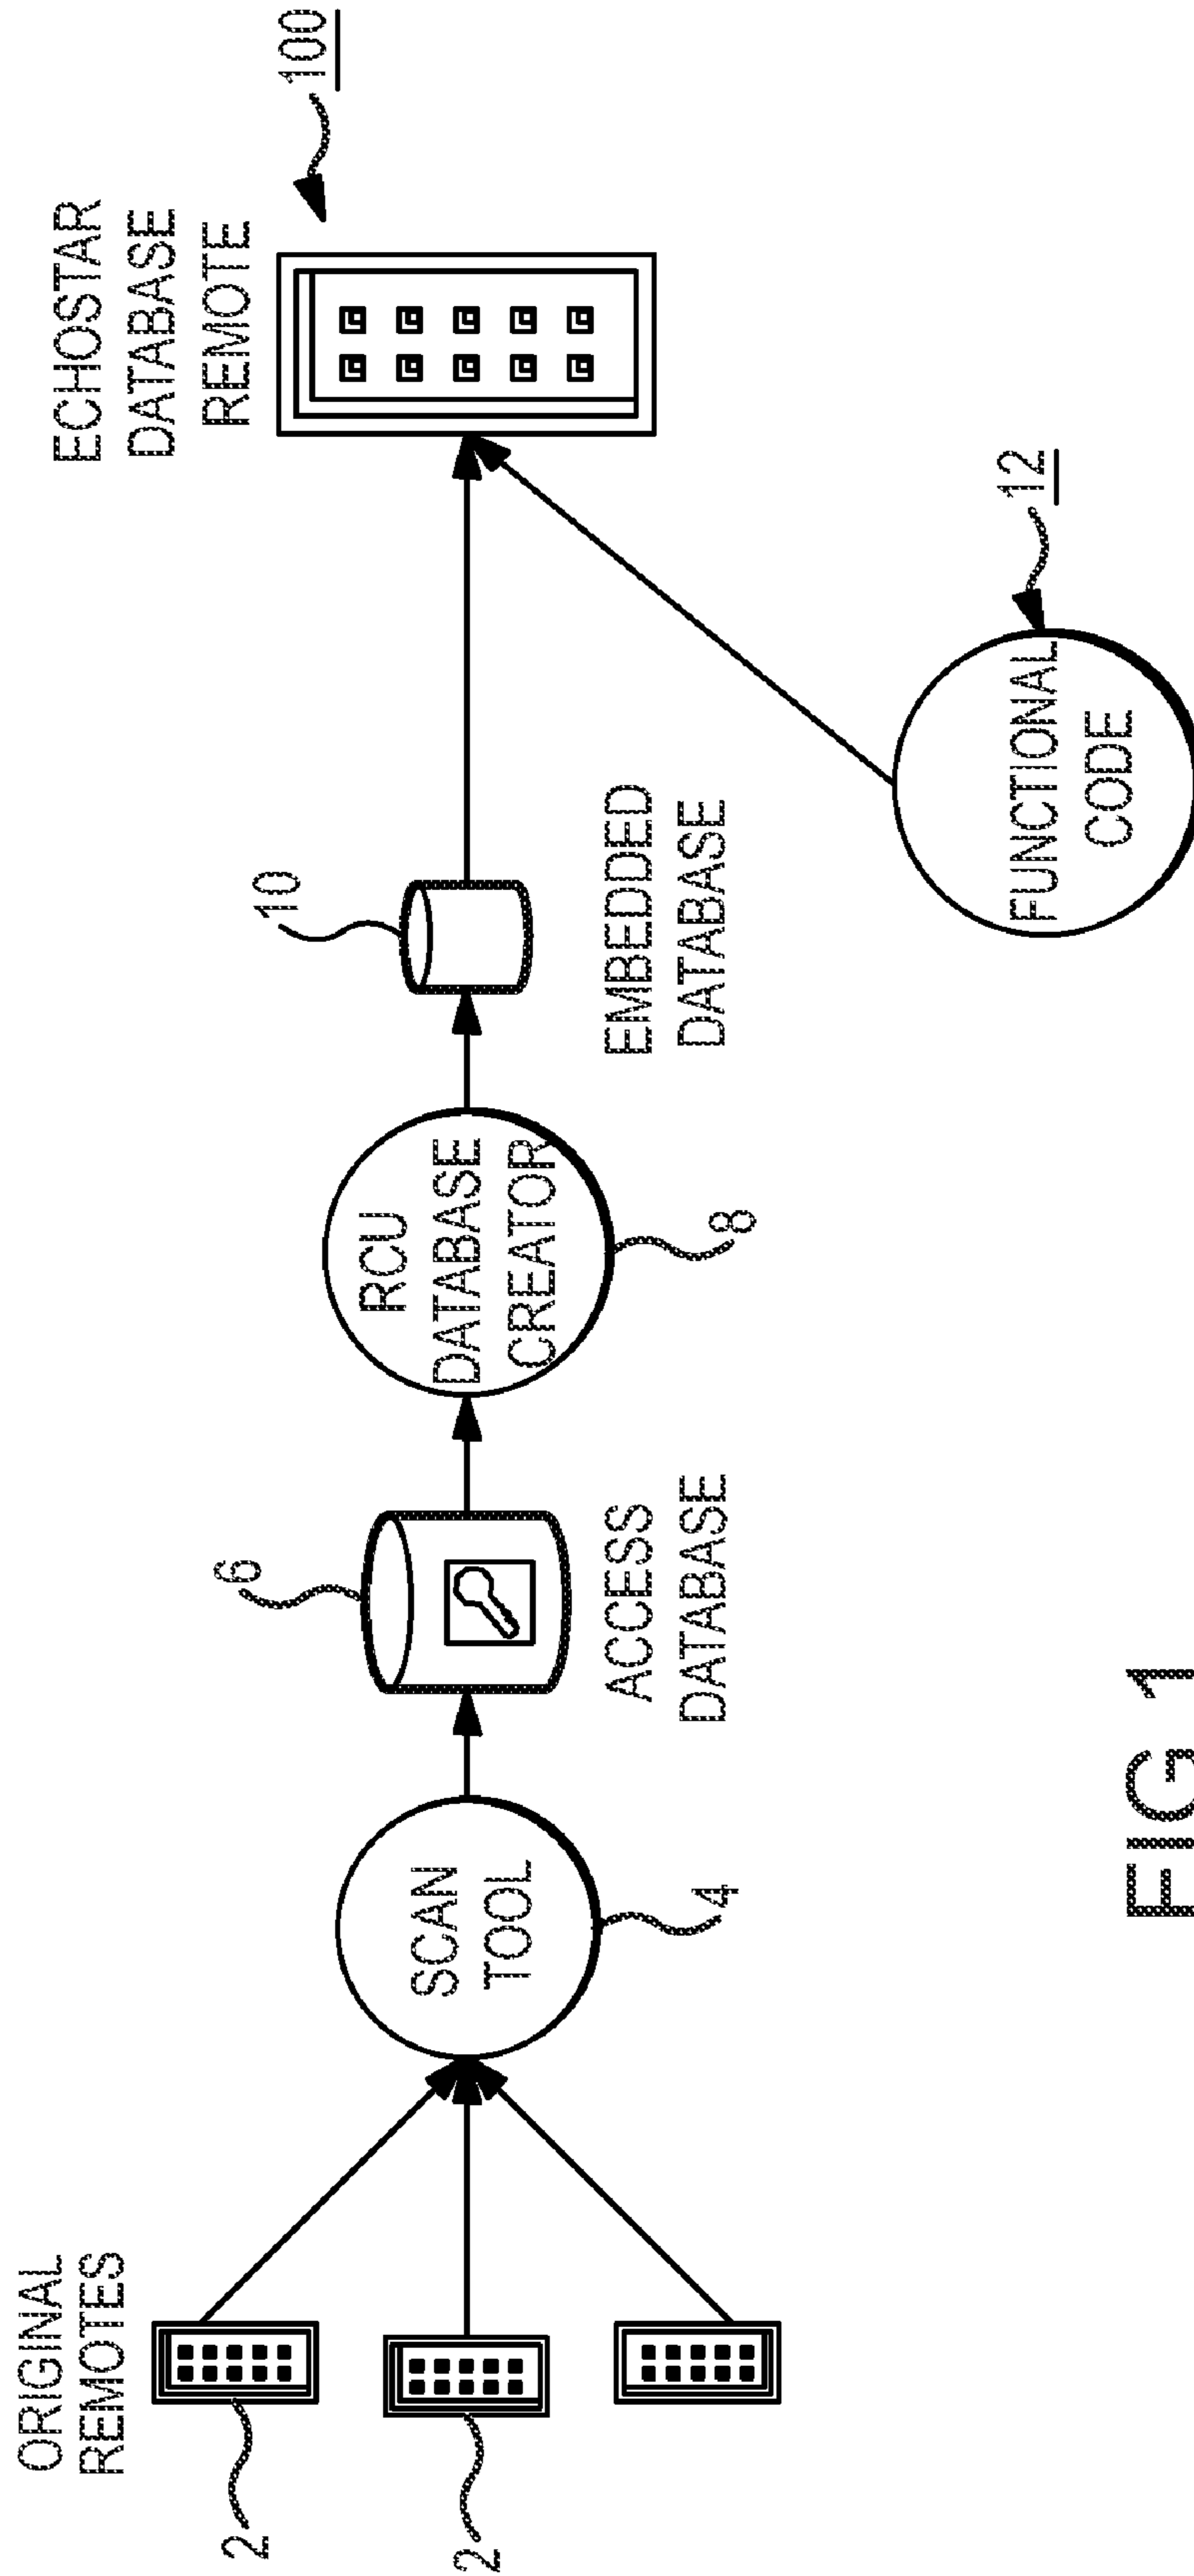 ORIGINAL
REMOTES
2
2
SCAN
TOOL
4
6
ACCESS
DATABASE
RCU
DATABASE
CREATOR
8
10
EMBEDDED
DATABASE
ECHOSTAR
DATABASE
REMOTE
100
FUNCTIONAL
CODE
12
FIG 1